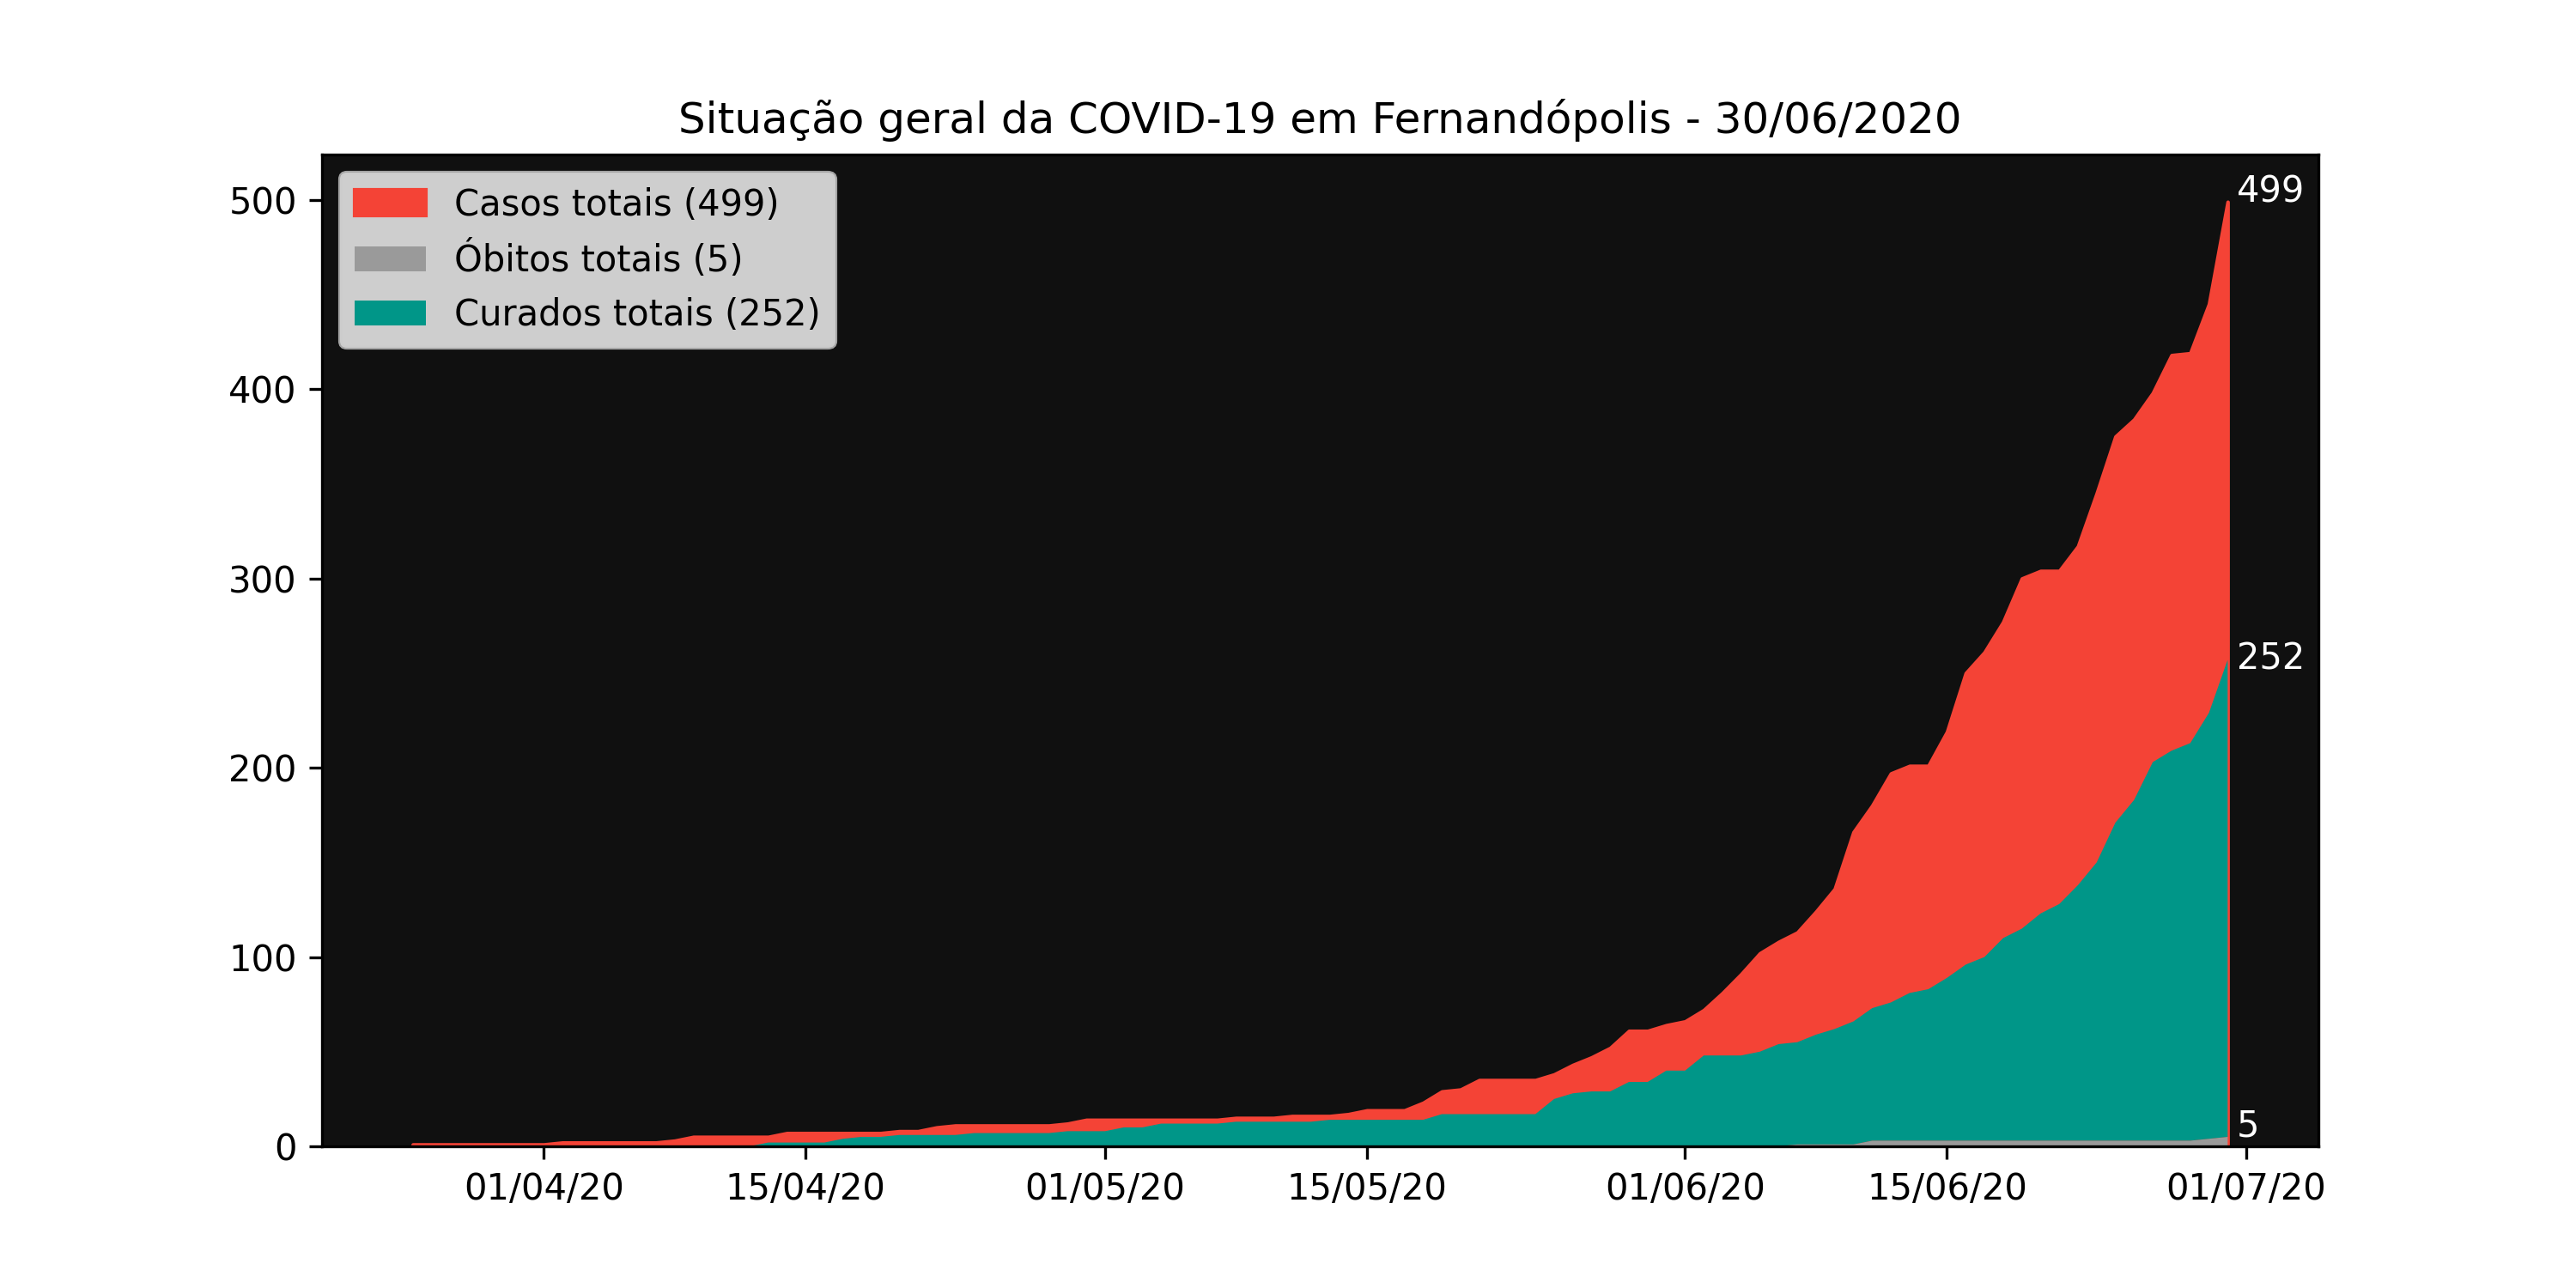 Situação geral da COVID-19 em Fernandópolis - 30/06/2020
Casos totais (499)
Óbitos totais (5)
Curados totais (252)
500
400
300
200
100
0
499
252
5
01/04/20 15/04/20 01/05/20 15/05/20 01/06/20 15/06/20 01/07/20